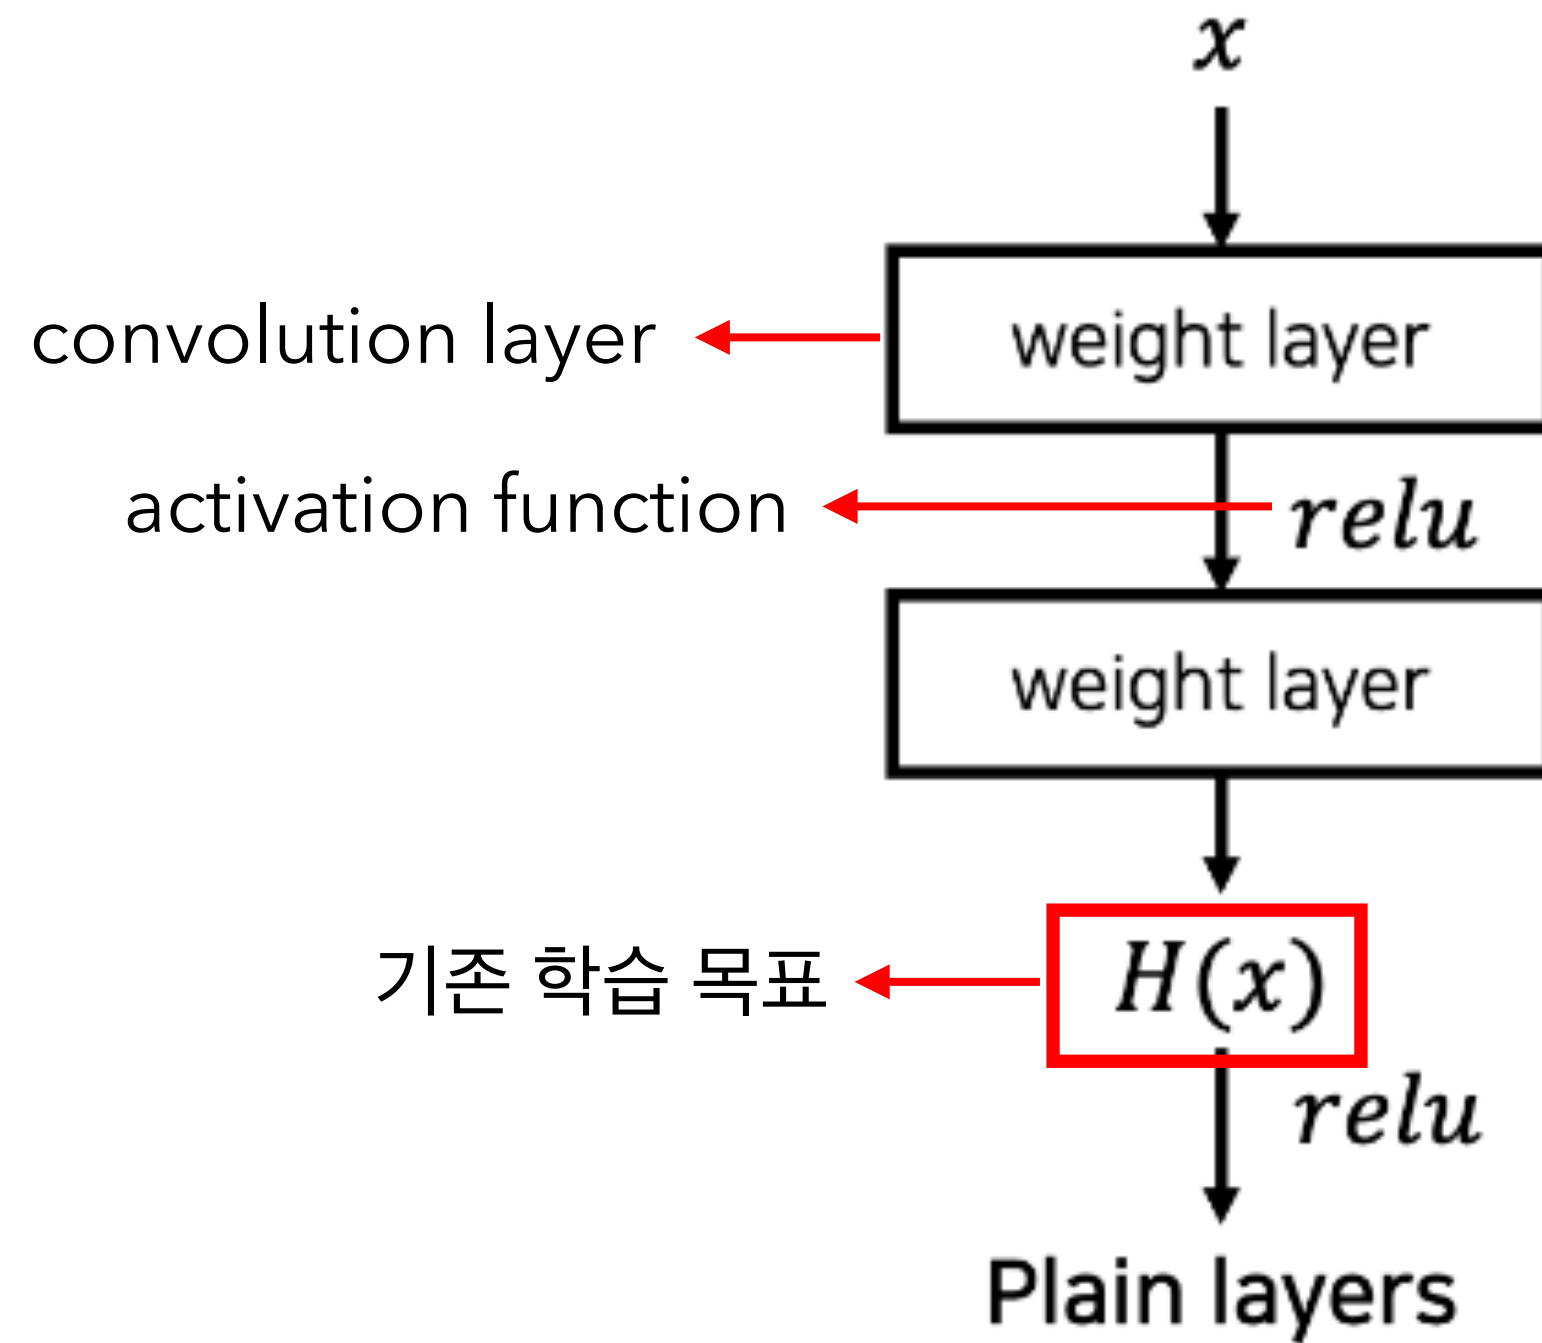 x
convolution layer
weight layer
activation function
relu
weight layer
기존 학습 목표
H(x)
relu
Plain layers